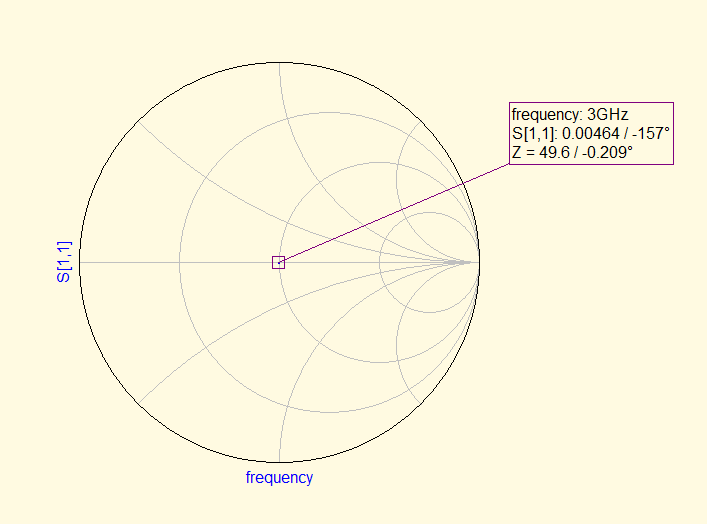 frequency: 3GHz
S[1,1]: 0.00464 / -157°
Z = 49.6 / -0.209°
S[1,1]
frequency